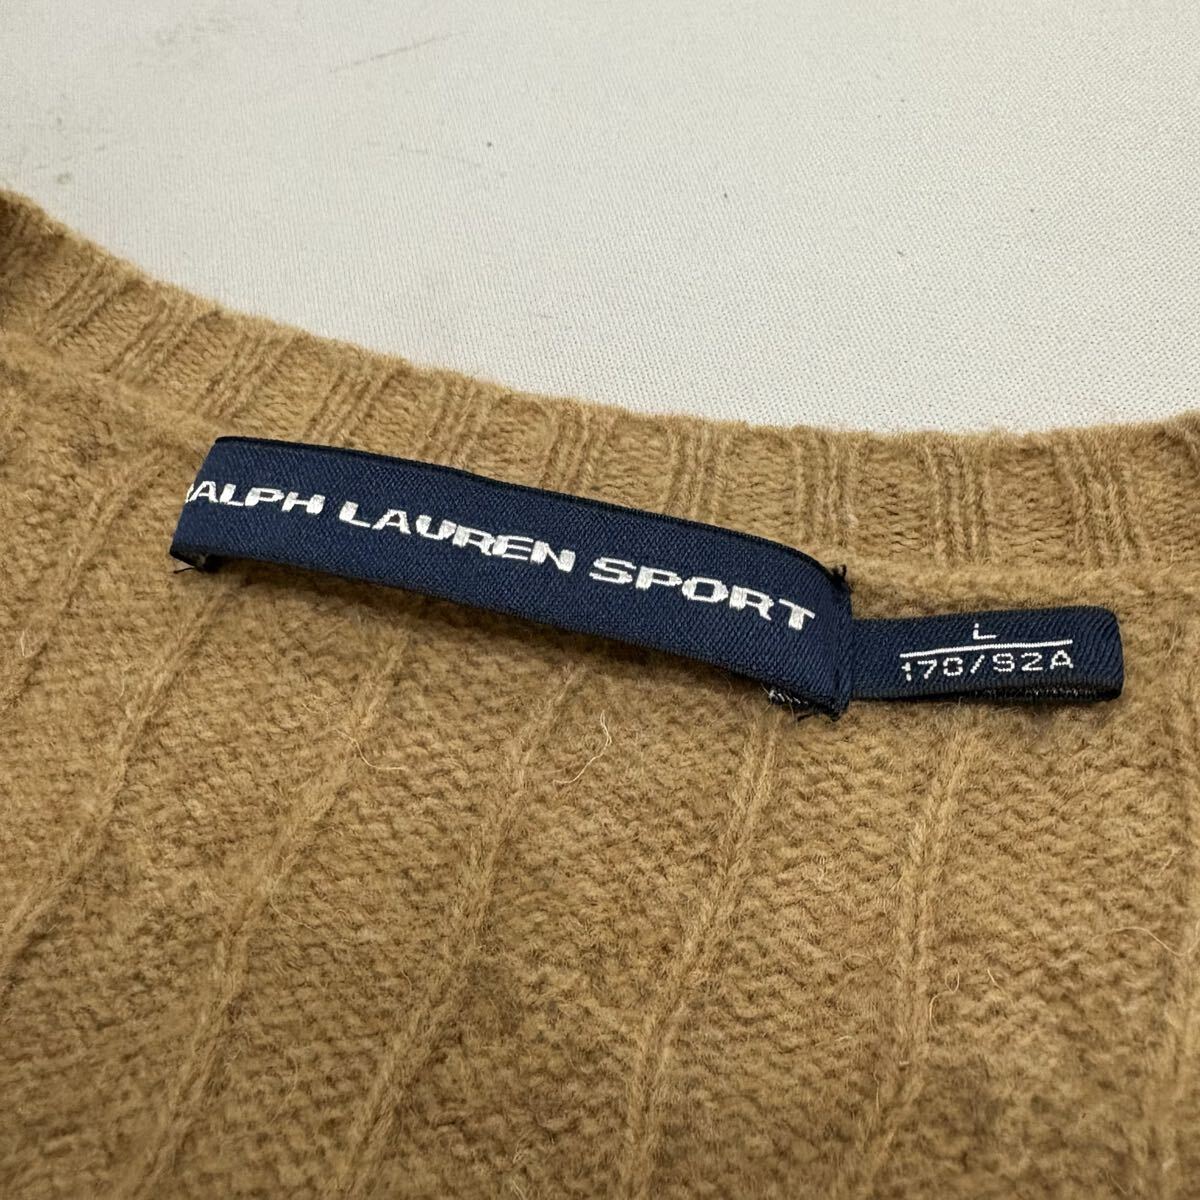 RALPH LAUREN SPORT
L
170/92A